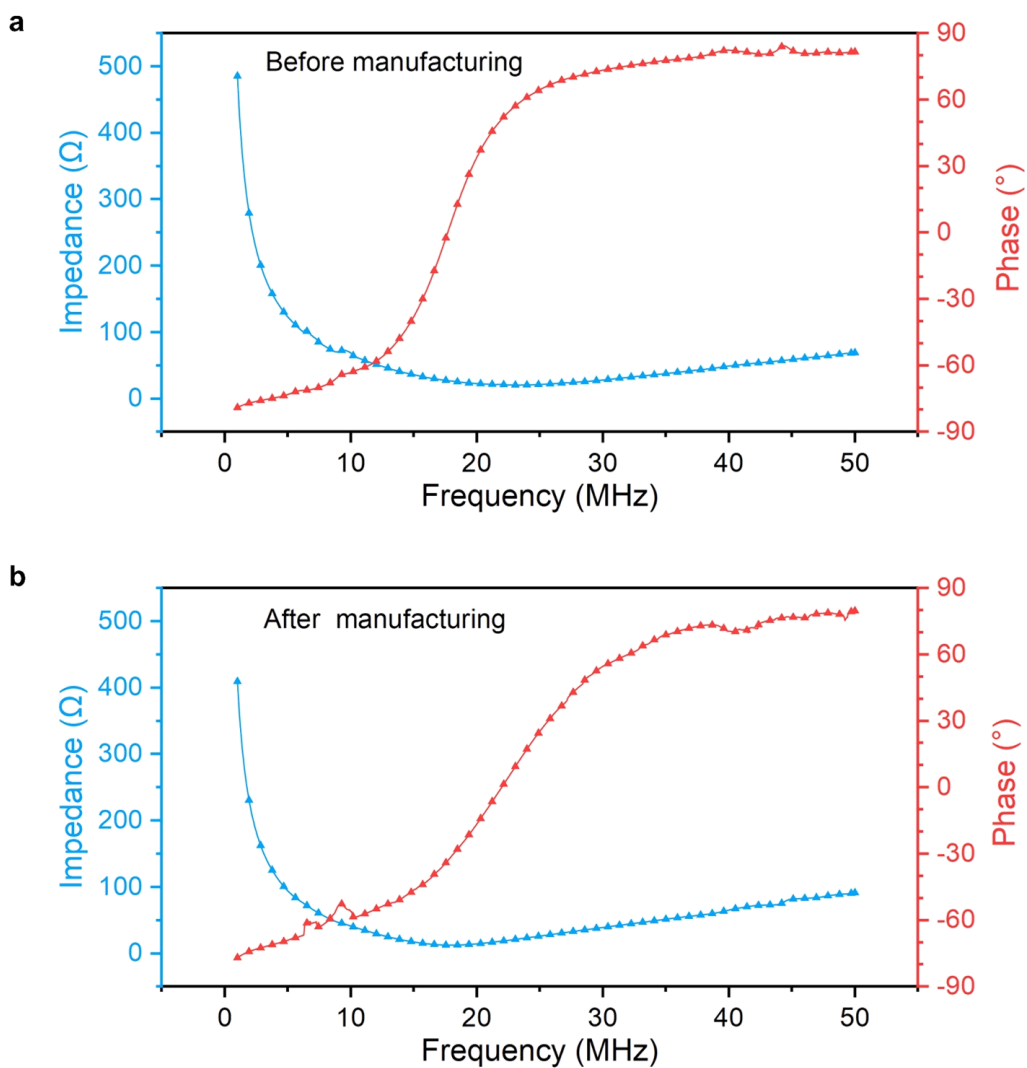 a
Before manufacturing
500
400
300
200
100
0
Impedance (Ω)
90
60
30
0
-30
-60
-90
Phase (°)
0 10 20 30 40 50
Frequency (MHz)
b
After manufacturing
500
400
300
200
100
0
Impedance (Ω)
90
60
30
0
-30
-60
-90
Phase (°)
0 10 20 30 40 50
Frequency (MHz)